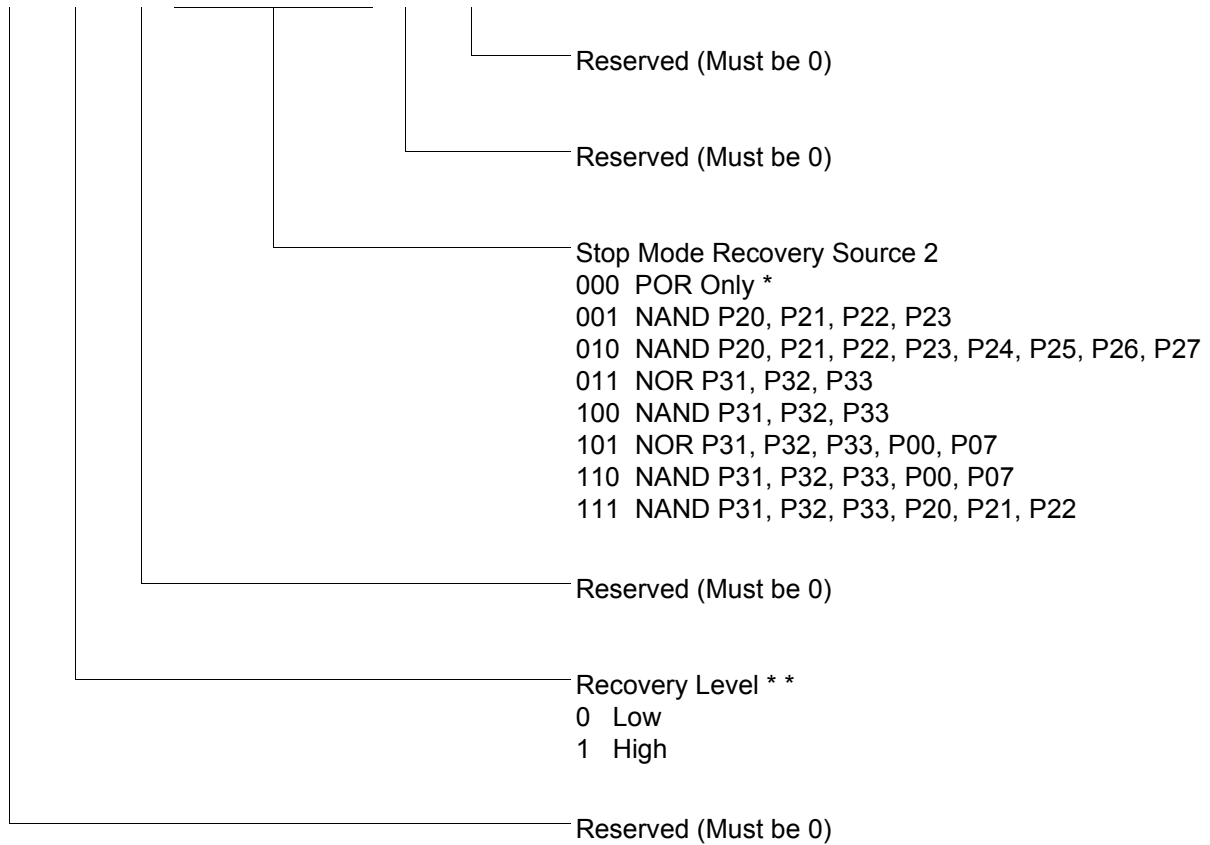 Reserved (Must be 0)
Reserved (Must be 0)
Stop Mode Recovery Source 2
000 POR Only *
001 NAND P20, P21, P22, P23
010 NAND P20, P21, P22, P23, P24, P25, P26, P27
011 NOR P31, P32, P33
100 NAND P31, P32, P33
101 NOR P31, P32, P33, P00, P07
110 NAND P31, P32, P33, P00, P07
111 NAND P31, P32, P33, P20, P21, P22
Reserved (Must be 0)
Recovery Level * *
0 Low
1 High
Reserved (Must be 0)